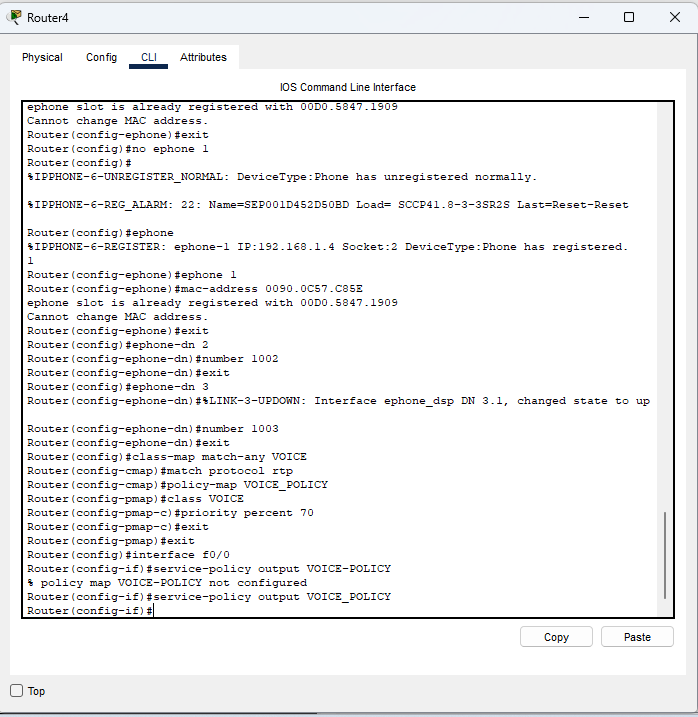 Router4
Physical Config CLI Attributes
IOS Command Line Interface
ephone slot is already registered with 00D0.5847.1909
Cannot change MAC address.
Router(config-ephone)#exit
Router(config)#no ephone 1
Router(config)#
%IPPHONE-6-UNREGISTER_NORMAL: DeviceType:Phone has unregistered normally.
%IPPHONE-6-REG_ALARM: 22: Name=SEP001D452D50BD Load= SCCP41.8-3-3SR2S Last=Reset-Reset
Router(config)#ephone
%IPPHONE-6-REGISTER: ephone-1 IP:192.168.1.4 Socket:2 DeviceType:Phone has registered.
1
Router(config-ephone)#ephone 1
Router(config-ephone)#mac-address 0090.0C57.C85E
ephone slot is already registered with 00D0.5847.1909
Cannot change MAC address.
Router(config-ephone)#exit
Router(config)#ephone-dn 2
Router(config-ephone-dn)#number 1002
Router(config-ephone-dn)#exit
Router(config)#ephone-dn 3
Router(config-ephone-dn)#%LINK-3-UPDOWN: Interface ephone_dsp DN 3.1, changed state to up
Router(config-ephone-dn)#number 1003
Router(config-ephone-dn)#exit
Router(config)#class-map match-any VOICE
Router(config-cmap)#match protocol rtp
Router(config-cmap)#policy-map VOICE_POLICY
Router(config-pmap)#class VOICE
Router(config-pmap-c)#priority percent 70
Router(config-pmap-c)#exit
Router(config-pmap)#exit
Router(config)#interface f0/0
Router(config-if)#service-policy output VOICE-POLICY
% policy map VOICE-POLICY not configured
Router(config-if)#service-policy output VOICE_POLICY
Router(config-if)#
Copy Paste
Top